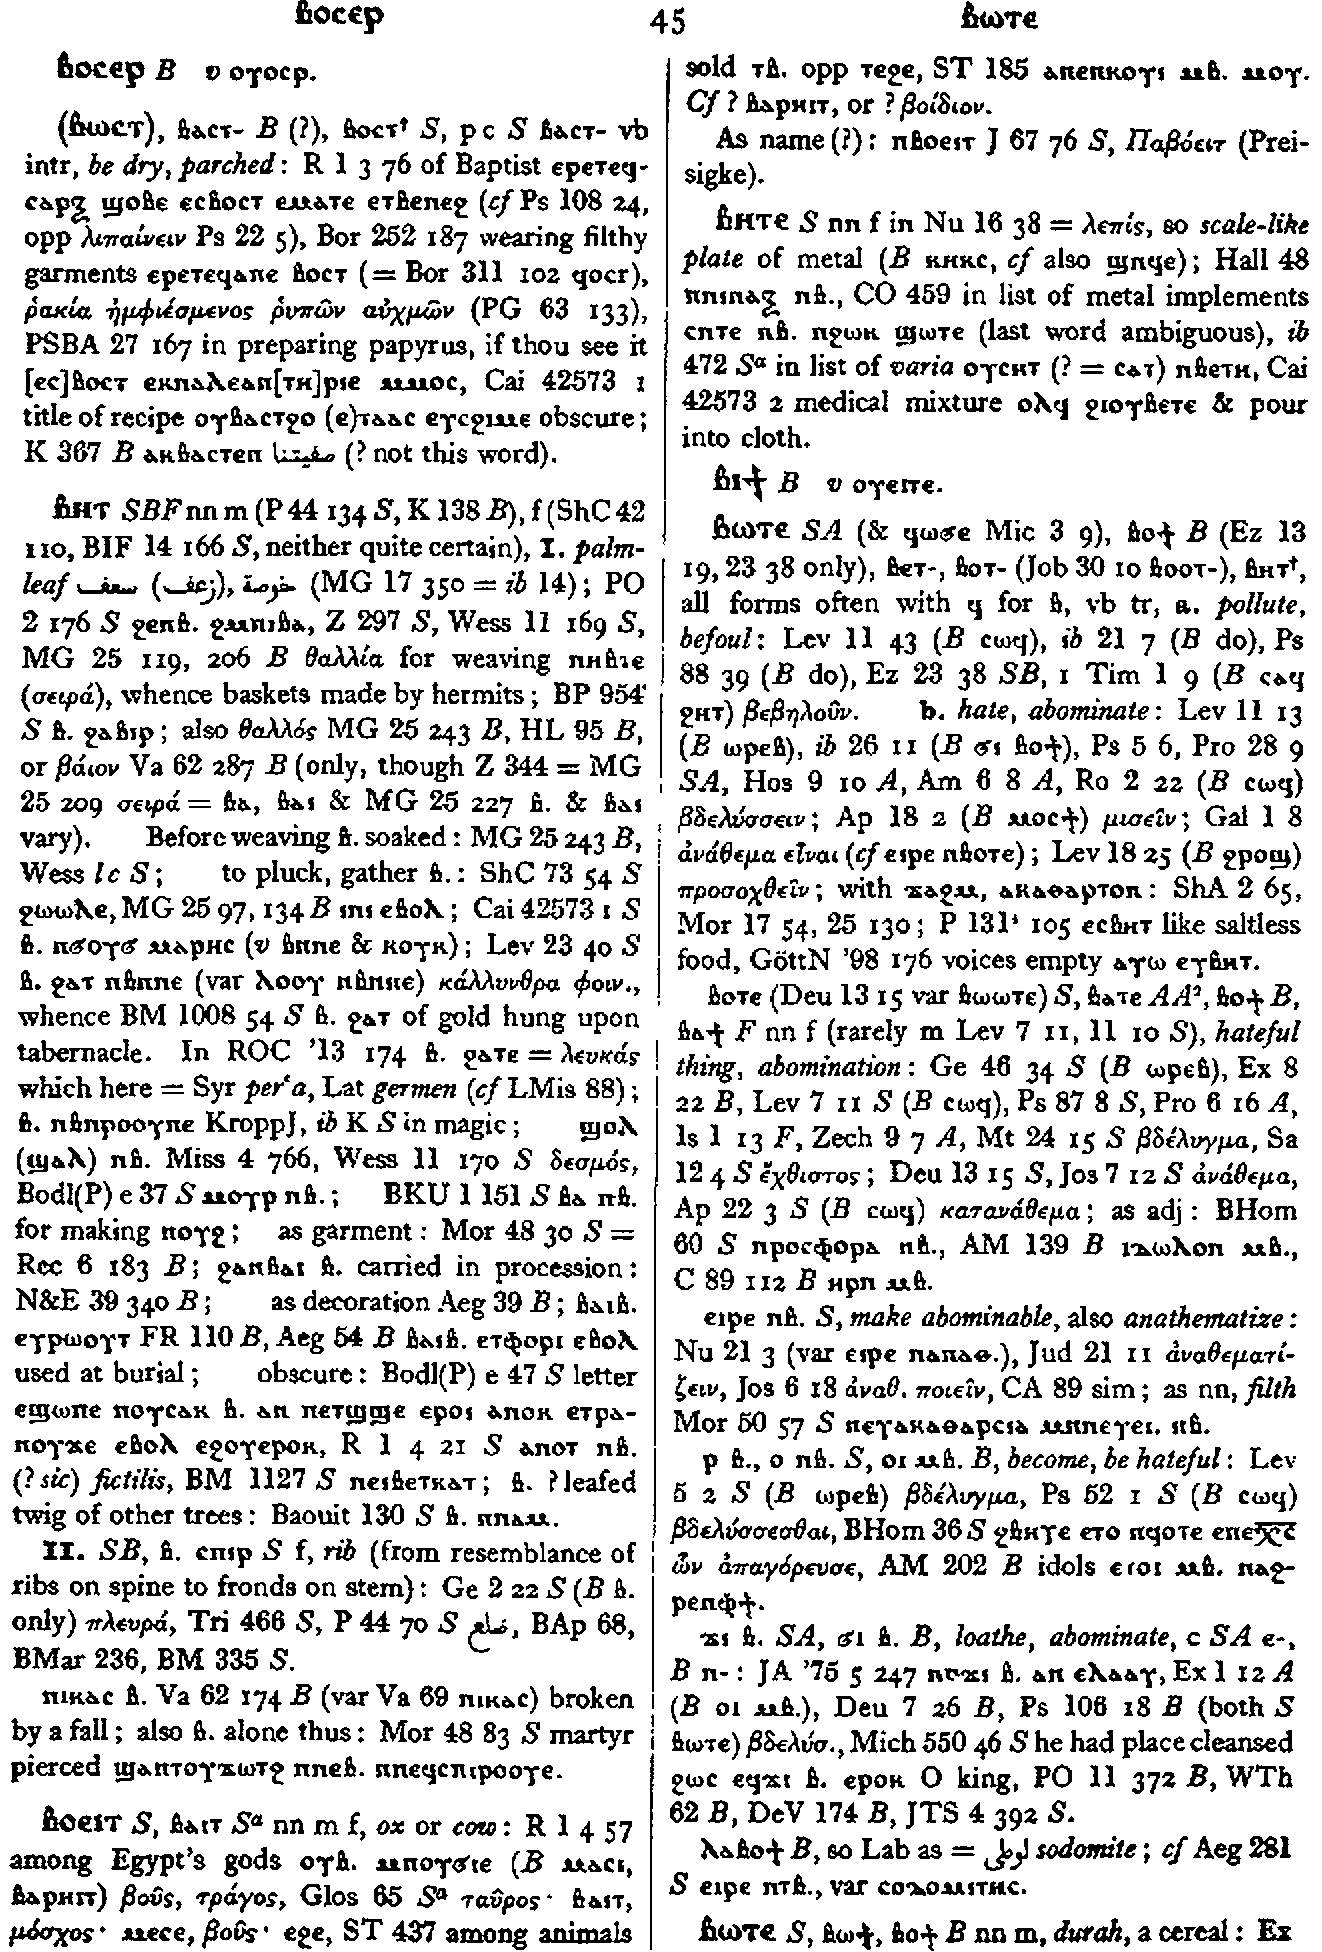 ⲃⲟⲥⲉⲣ 45 ⲃⲱⲧⲉ
ⲃⲟⲥⲉⲣ B v ⲟⲩⲟⲥⲣ.
(ⲃⲱⲥⲧ), ⲃⲁⲥⲧ- B (?), ⲃⲟⲥⲧ† S, p c S ⲃⲁⲥⲧ- vb
intr, be dry, parched: R 1 3 76 of Baptist ⲉⲣⲉⲧⲉϥ-
ⲥⲁⲣⲝ ϣⲟⲃⲉ ⲉⲥⲃⲟⲥⲧ ⲉⲙⲁⲧⲉ ⲉⲧⲃⲉⲛⲉϩ (cf Ps 108 24,
opp λιπαίνειν Ps 22 5), Bor 252 187 wearing filthy
garments ⲉⲣⲉⲧⲉϥⲁⲡⲉ ⲃⲟⲥⲧ (= Bor 311 102 ϥⲟⲥⲧ),
ῥακία ἠμφιέσμενος ῥυπῶν αὐχμῶν (PG 63 133),
PSBA 27 167 in preparing papyrus, if thou see it
[ⲉⲥ]ⲃⲟⲥⲧ ⲉⲕⲛⲁⲗⲉⲁⲛ[ⲧⲏ]ⲣⲓⲉ ⲙⲙⲟⲥ, Cai 42573 1
title of recipe ⲟⲩⲃⲁⲥⲧϩⲟ (ⲉ)ⲧⲁⲁⲥ ⲉⲩⲥϩⲓⲙⲉ obscure;
K 367 B ⲁⲕⲃⲁⲥⲧⲉⲛ (? not this word).
ⲃⲏⲧ SBF nn m (P 44 134 S, K 138 B), f (ShC 42
110, BIF 14 166 S, neither quite certain), I. palm-
leaf سعف (زعف), خوصة (MG 17 350 = ib 14); PO
2 176 S ϩⲉⲛⲃ. ϩⲙⲡⲓⲃⲁ, Z 297 S, Wess 11 169 S,
MG 25 119, 206 B θαλλία for weaving ⲛⲏⲃϯⲉ
(σειρά), whence baskets made by hermits; BP 954
S ⲃ. ϩⲁⲃⲓⲣ; also θαλλός MG 25 243 B, HL 95 B,
or βάιον Va 62 287 B (only, though Z 344 = MG
25 209 σειρά = ⲃⲁ, ⲃⲁⲓ & MG 25 227 ⲃ. & ⲃⲁⲓ
vary). Before weaving ⲃ. soaked: MG 25 243 B,
Wess l c S; to pluck, gather ⲃ.: ShC 73 54 S
ϩⲱⲱⲗⲉ, MG 25 97, 134 B ⲓⲛⲓ ⲉⲃⲟⲗ; Cai 42573 1 S
ⲃ. ⲛϭⲟⲩϭ ⲙⲁⲣⲏⲥ (v ⲃⲛⲛⲉ & ⲕⲟⲩⲕ); Lev 23 40 S
ⲃ. ϩⲁⲧ ⲛⲃⲛⲛⲉ (var ⲗⲟⲟⲩ ⲛⲃⲛⲛⲉ) κάλλυνθρα φοιν.,
whence BM 1008 54 S ⲃ. ϩⲁⲧ of gold hung upon
tabernacle. In ROC '13 174 ⲃ. ϩⲁⲧⲉ = λευκάς
which here = Syr per‘a, Lat germen (cf LMis 88);
ⲃ. ⲛⲃⲛⲣⲟⲟⲩⲛⲉ KroppJ, ib K S in magic; ϣⲟⲗ
(ϣⲁⲗ) ⲛⲃ. Miss 4 766, Wess 11 170 S δεσμός,
Bodl(P) e 37 S ⲙⲟⲩⲣ ⲛⲃ.; BKU 1 151 S ⲃⲁ ⲛⲃ.
for making ⲛⲟⲩϩ; as garment: Mor 48 30 S =
Rec 6 183 B; ϩⲁⲛⲃⲁⲓ ⲃ. carried in procession:
N&E 39 340 B; as decoration Aeg 39 B; ⲃⲁⲓⲃ.
ⲉⲩⲣⲱⲟⲩⲧ FR 110 B, Aeg 54 B ⲃⲁⲓⲃ. ⲉⲧⲫⲟⲣⲓ ⲉⲃⲟⲗ
used at burial; obscure: Bodl(P) e 47 S letter
ⲉϣⲱⲡⲉ ⲛⲟⲩⲥⲁⲕ ⲃ. ⲁⲛ ⲡⲉⲧϣϣⲉ ⲉⲣⲟⲓ ⲁⲛⲟⲕ ⲉⲧⲣⲁ-
ⲛⲟⲩϫⲉ ⲉⲃⲟⲗ ⲉϩⲟⲩⲉⲣⲟⲕ, R 1 4 21 S ⲁⲡⲟⲧ ⲛⲃ.
(? sic) fictilis, BM 1127 S ⲡⲉⲓⲃⲉⲧⲕⲁⲧ; ⲃ. ? leafed
twig of other trees: Baouit 130 S ⲃ. ⲛⲛⲁⲙ.
II. SB, ⲃ. ⲥⲡⲓⲣ S f, rib (from resemblance of
ribs on spine to fronds on stem): Ge 2 22 S (B ⲃ.
only) πλευρά, Tri 466 S, P 44 70 S ضلع, BAp 68,
BMar 236, BM 335 S.
ⲡⲓⲕⲁⲥ ⲃ. Va 62 174 B (var Va 69 ⲡⲓⲕⲁⲥ) broken
by a fall; also ⲃ. alone thus: Mor 48 83 S martyr
pierced ϣⲁⲛⲧⲟⲩϫⲱⲧϩ ⲛⲛⲉⲃ. ⲛⲛⲉϥⲥⲡⲓⲣⲟⲟⲩⲉ.
ⲃⲟⲉⲓⲧ S, ⲃⲁⲓⲧ Sª nn m f, ox or cow: R 1 4 57
among Egypt's gods ⲟⲩⲃ. ⲙⲛⲟⲩϭⲓⲉ (B ⲙⲁⲥⲓ,
ⲃⲁⲣⲏⲓⲧ) βοῦς, τράγος, Glos 65 Sª ταῦρος· ⲃⲁⲓⲧ,
μόσχος· ⲙⲉⲥⲉ, βοῦς· ⲉϩⲉ, ST 437 among animals
sold ⲧⲃ. opp ⲧⲉϩⲉ, ST 185 ⲁⲡⲉⲛⲕⲟⲩⲓ ⲙⲃ. ⲙⲟⲩ.
Cf ? ⲃⲁⲣⲏⲓⲧ, or ? βοίδιον.
As name (?): ⲡⲃⲟⲉⲓⲧ J 67 76 S, Παβόειτ (Prei-
sigke).
ⲃⲏⲧⲉ S nn f in Nu 16 38 = λεπίς, so scale-like
plate of metal (B ⲕⲏⲕⲥ, cf also ϣⲛϥⲉ); Hall 48
ⲛⲡⲓⲛⲁⲝ ⲛⲃ., CO 459 in list of metal implements
ⲥⲛⲧⲉ ⲛⲃ. ⲛϩⲱⲕ ϣⲱⲧⲉ (last word ambiguous), ib
472 Sª in list of varia ⲟⲩⲥⲏⲧ (? = ⲥⲁⲧ) ⲛⲃⲉⲧⲏ, Cai
42573 2 medical mixture ⲟⲗϥ ϩⲓⲟⲩⲃⲉⲧⲉ & pour
into cloth.
ⲃⲓϯ B v ⲟⲩⲉⲓⲧⲉ.
ⲃⲱⲧⲉ SA (& ϥⲱϭⲉ Mic 3 9), ⲃⲟϯ B (Ez 13
19, 23 38 only), ⲃⲉⲧ-, ⲃⲟⲧ- (Job 30 10 ⲃⲟⲟⲧ-), ⲃⲏⲧ†,
all forms often with ϥ for ⲃ, vb tr, a. pollute,
befoul: Lev 11 43 (B ⲥⲱϥ), ib 21 7 (B do), Ps
88 39 (B do), Ez 23 38 SB, 1 Tim 1 9 (B ⲥⲁϥ
ϩⲏⲧ) βεβηλοῦν. b. hate, abominate: Lev 11 13
(B ⲱⲣⲉⲃ), ib 26 11 (B ϭⲓ ⲃⲟϯ), Ps 5 6, Pro 28 9
SA, Hos 9 10 A, Am 6 8 A, Ro 2 22 (B ⲥⲱϥ)
βδελύσσειν; Ap 18 2 (B ⲙⲟⲥϯ) μισεῖν; Gal 1 8
ἀνάθεμα εἶναι (cf ⲉⲓⲣⲉ ⲛⲃⲟⲧⲉ); Lev 18 25 (B ϩⲣⲟϣ)
προσοχθεῖν; with ϫⲁϩⲙ, ⲁⲕⲁⲑⲁⲣⲧⲟⲛ: ShA 2 65,
Mor 17 54, 25 130; P 131⁴ 105 ⲉⲥⲃⲏⲧ like saltless
food, GöttN '98 176 voices empty ⲁⲩⲱ ⲉⲩⲃⲏⲧ.
ⲃⲟⲧⲉ (Deu 13 15 var ⲃⲱⲱⲧⲉ) S, ⲃⲁⲧⲉ AA², ⲃⲟϯ B,
ⲃⲁϯ F nn f (rarely m Lev 7 11, 11 10 S), hateful
thing, abomination: Ge 46 34 S (B ⲱⲣⲉⲃ), Ex 8
22 B, Lev 7 11 S (B ⲥⲱϥ), Ps 87 8 S, Pro 6 16 A,
Is 1 13 F, Zech 9 7 A, Mt 24 15 S βδέλυγμα, Sa
12 4 S ἔχθιστος; Deu 13 15 S, Jos 7 12 S ἀνάθεμα,
Ap 22 3 S (B ⲥⲱϥ) κατανάθεμα; as adj: BHom
60 S ⲡⲣⲟⲥⲫⲟⲣⲁ ⲛⲃ., AM 139 B ⲓⲇⲱⲗⲟⲛ ⲙⲃ.,
C 89 112 B ⲏⲣⲡ ⲙⲃ.
ⲉⲓⲣⲉ ⲛⲃ. S, make abominable, also anathematize:
Nu 21 3 (var ⲉⲓⲣⲉ ⲛⲁⲛⲁⲑ.), Jud 21 11 ἀναθεματί-
ζειν, Jos 6 18 ἀναθ. ποιεῖν, CA 89 sim; as nn, filth
Mor 50 57 S ⲛⲉⲩⲁⲕⲁⲑⲁⲣⲥⲓⲁ ⲙⲛⲛⲉⲩⲉⲓ. ⲛⲃ.
ⲣ ⲃ., ⲟ ⲛⲃ. S, ⲟⲓ ⲙⲃ. B, become, be hateful: Lev
5 2 S (B ⲱⲣⲉⲃ) βδέλυγμα, Ps 52 1 S (B ⲥⲱϥ)
βδελύσσεσθαι, BHom 36 S ϩⲃⲏⲩⲉ ⲉⲧⲟ ⲛϥⲟⲧⲉ ⲉⲡⲉⲭ̅ⲥ̅
ὧν ἀπαγόρευσε, AM 202 B idols ⲉⲧⲟⲓ ⲙⲃ. ⲛⲁϩ-
ⲣⲉⲛⲫϯ.
ϫⲓ ⲃ. SA, ϭⲓ ⲃ. B, loathe, abominate, c SA ⲉ-,
B ⲛ-: JA '75 5 247 ⲛϥϫⲓ ⲃ. ⲁⲛ ⲉⲗⲁⲁⲩ, Ex 1 12 A
(B ⲟⲓ ⲙⲃ.), Deu 7 26 B, Ps 106 18 B (both S
ⲃⲱⲧⲉ) βδελύσ., Mich 550 46 S he had place cleansed
ϩⲱⲥ ⲉϥϫⲓ ⲃ. ⲉⲣⲟⲕ O king, PO 11 372 B, WTh
62 B, DeV 174 B, JTS 4 392 S.
ⲗⲁⲃⲟϯ B, so Lab as = sodomite; cf Aeg 281
S ⲉⲓⲣⲉ ⲛⲧⲃ., var ⲥⲟⲇⲟⲙⲓⲧⲏⲥ.
ⲃⲱⲧⲉ S, ⲃⲱϯ, ⲃⲟϯ B nn m, durah, a cereal: Ex